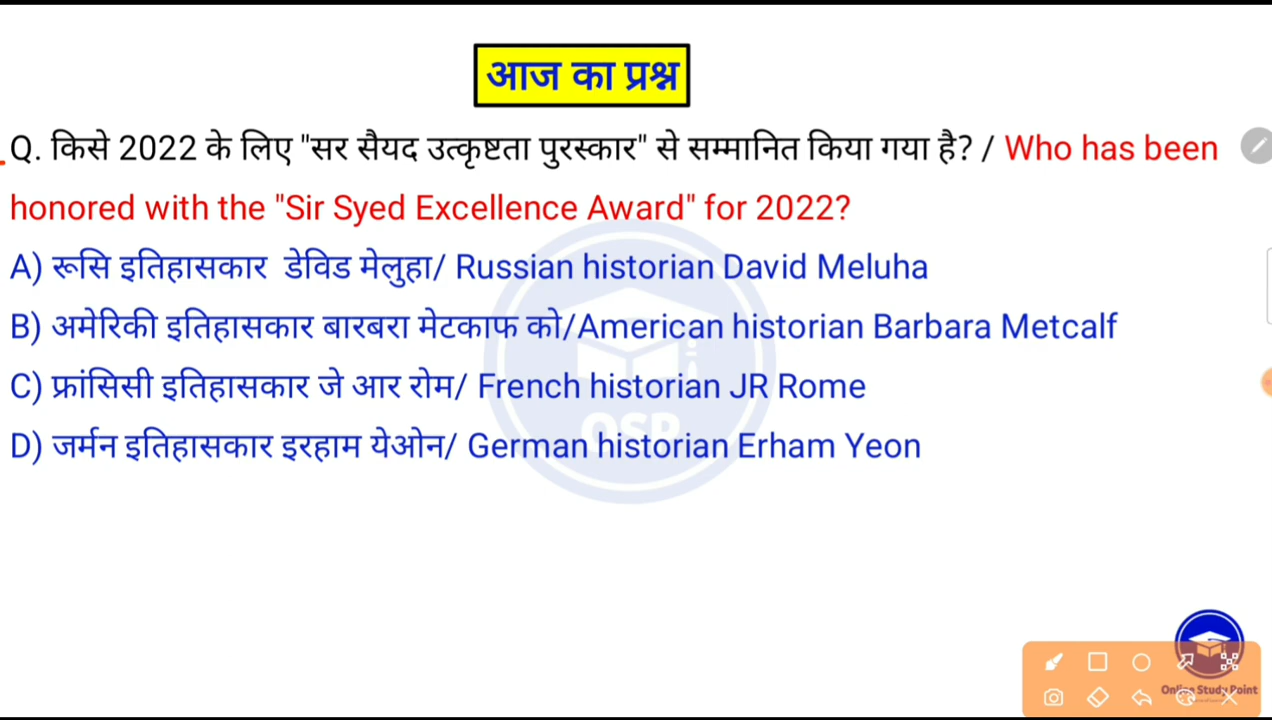 आज का प्रश्न
Q. किसे 2022 के लिए "सर सैयद उत्कृष्टता पुरस्कार" से सम्मानित किया गया है? / Who has been
honored with the "Sir Syed Excellence Award" for 2022?
A) रूसि इतिहासकार डेविड मेलुहा/ Russian historian David Meluha
B) अमेरिकी इतिहासकार बारबरा मेटकाफ को/American historian Barbara Metcalf
C) फ्रांसिसी इतिहासकार जे आर रोम/ French historian JR Rome
D) जर्मन इतिहासकार इरहाम येओन/ German historian Erham Yeon
OSP
Online Study Point